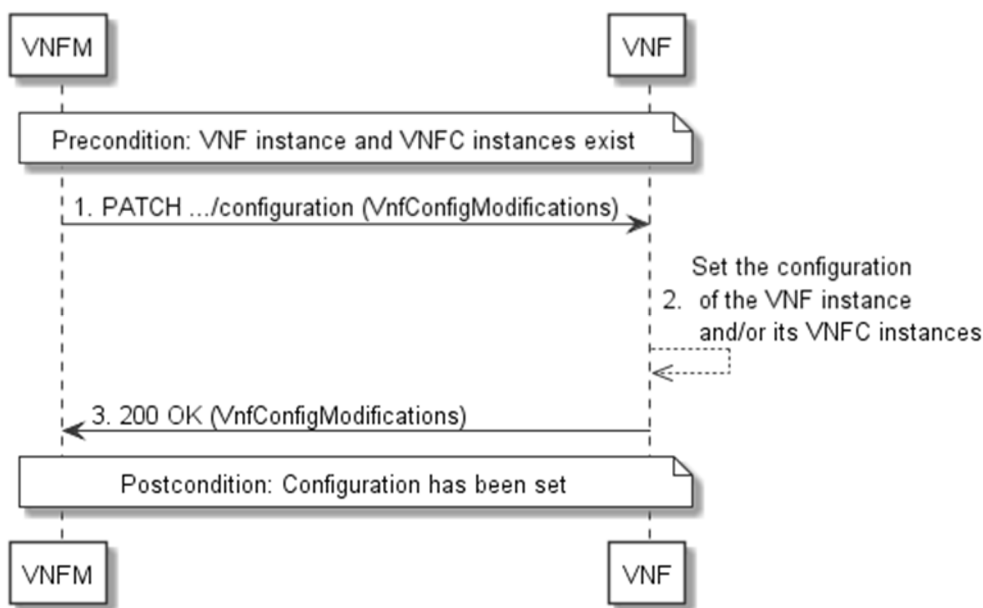 VNFM VNF
Precondition: VNF instance and VNFC instances exist
1. PATCH .../configuration (VnfConfigModifications)
Set the configuration
2. of the VNF instance
and/or its VNFC instances
3. 200 OK (VnfConfigModifications)
Postcondition: Configuration has been set
VNFM VNF